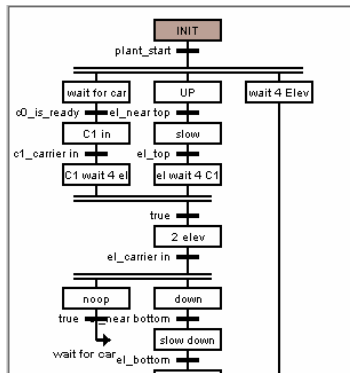 INIT
plant_start
wait for car UP wait 4 Elev
c0_is_ready el_near top
C1 in slow
c1_carrier in el_top
C1 wait 4 el el wait 4 C1
true
2 elev
el_carrier in
noop down
true near bottom
slow down
wait for car
el_bottom